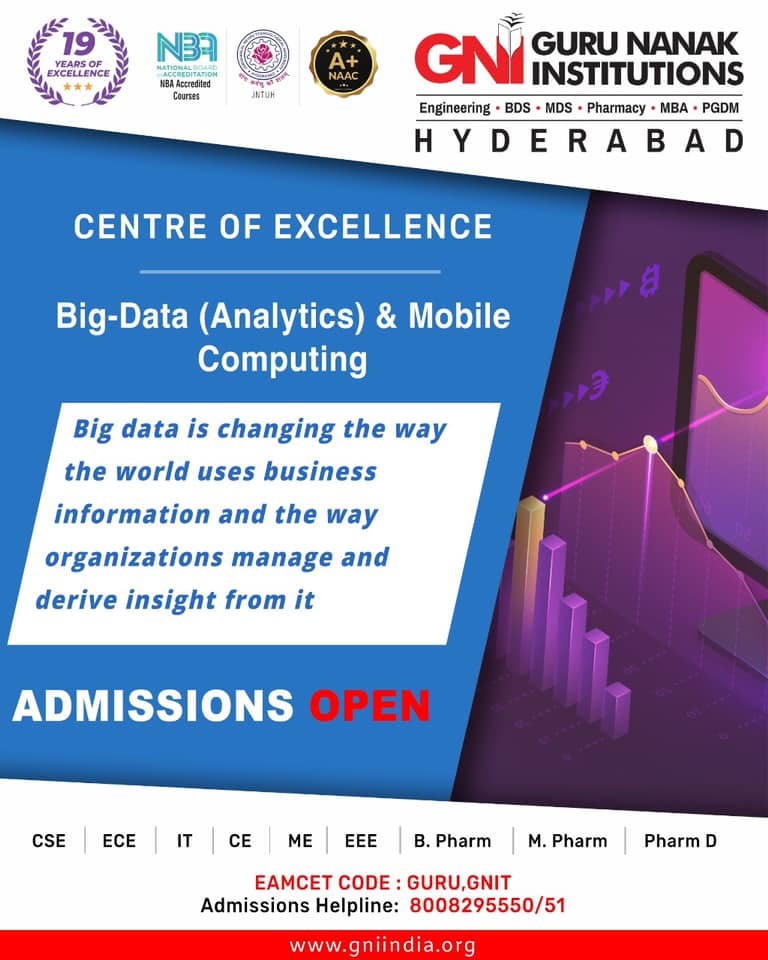 19
YEARS OF
EXCELLENCE
NBA
NATIONAL BOARD
of ACCREDITATION
NBA Accredited
Courses
JNTUH
A+
NAAC
GNI
GURU NANAK
INSTITUTIONS
Engineering • BDS • MDS • Pharmacy • MBA • PGDM
HYDERABAD
CENTRE OF EXCELLENCE
Big-Data (Analytics) & Mobile
Computing
Big data is changing the way
the world uses business
information and the way
organizations manage and
derive insight from it
ADMISSIONS OPEN
CSE | ECE | IT | CE | ME | EEE | B. Pharm | M. Pharm | Pharm D
EAMCET CODE : GURU,GNIT
Admissions Helpline: 8008295550/51
www.gniindia.org